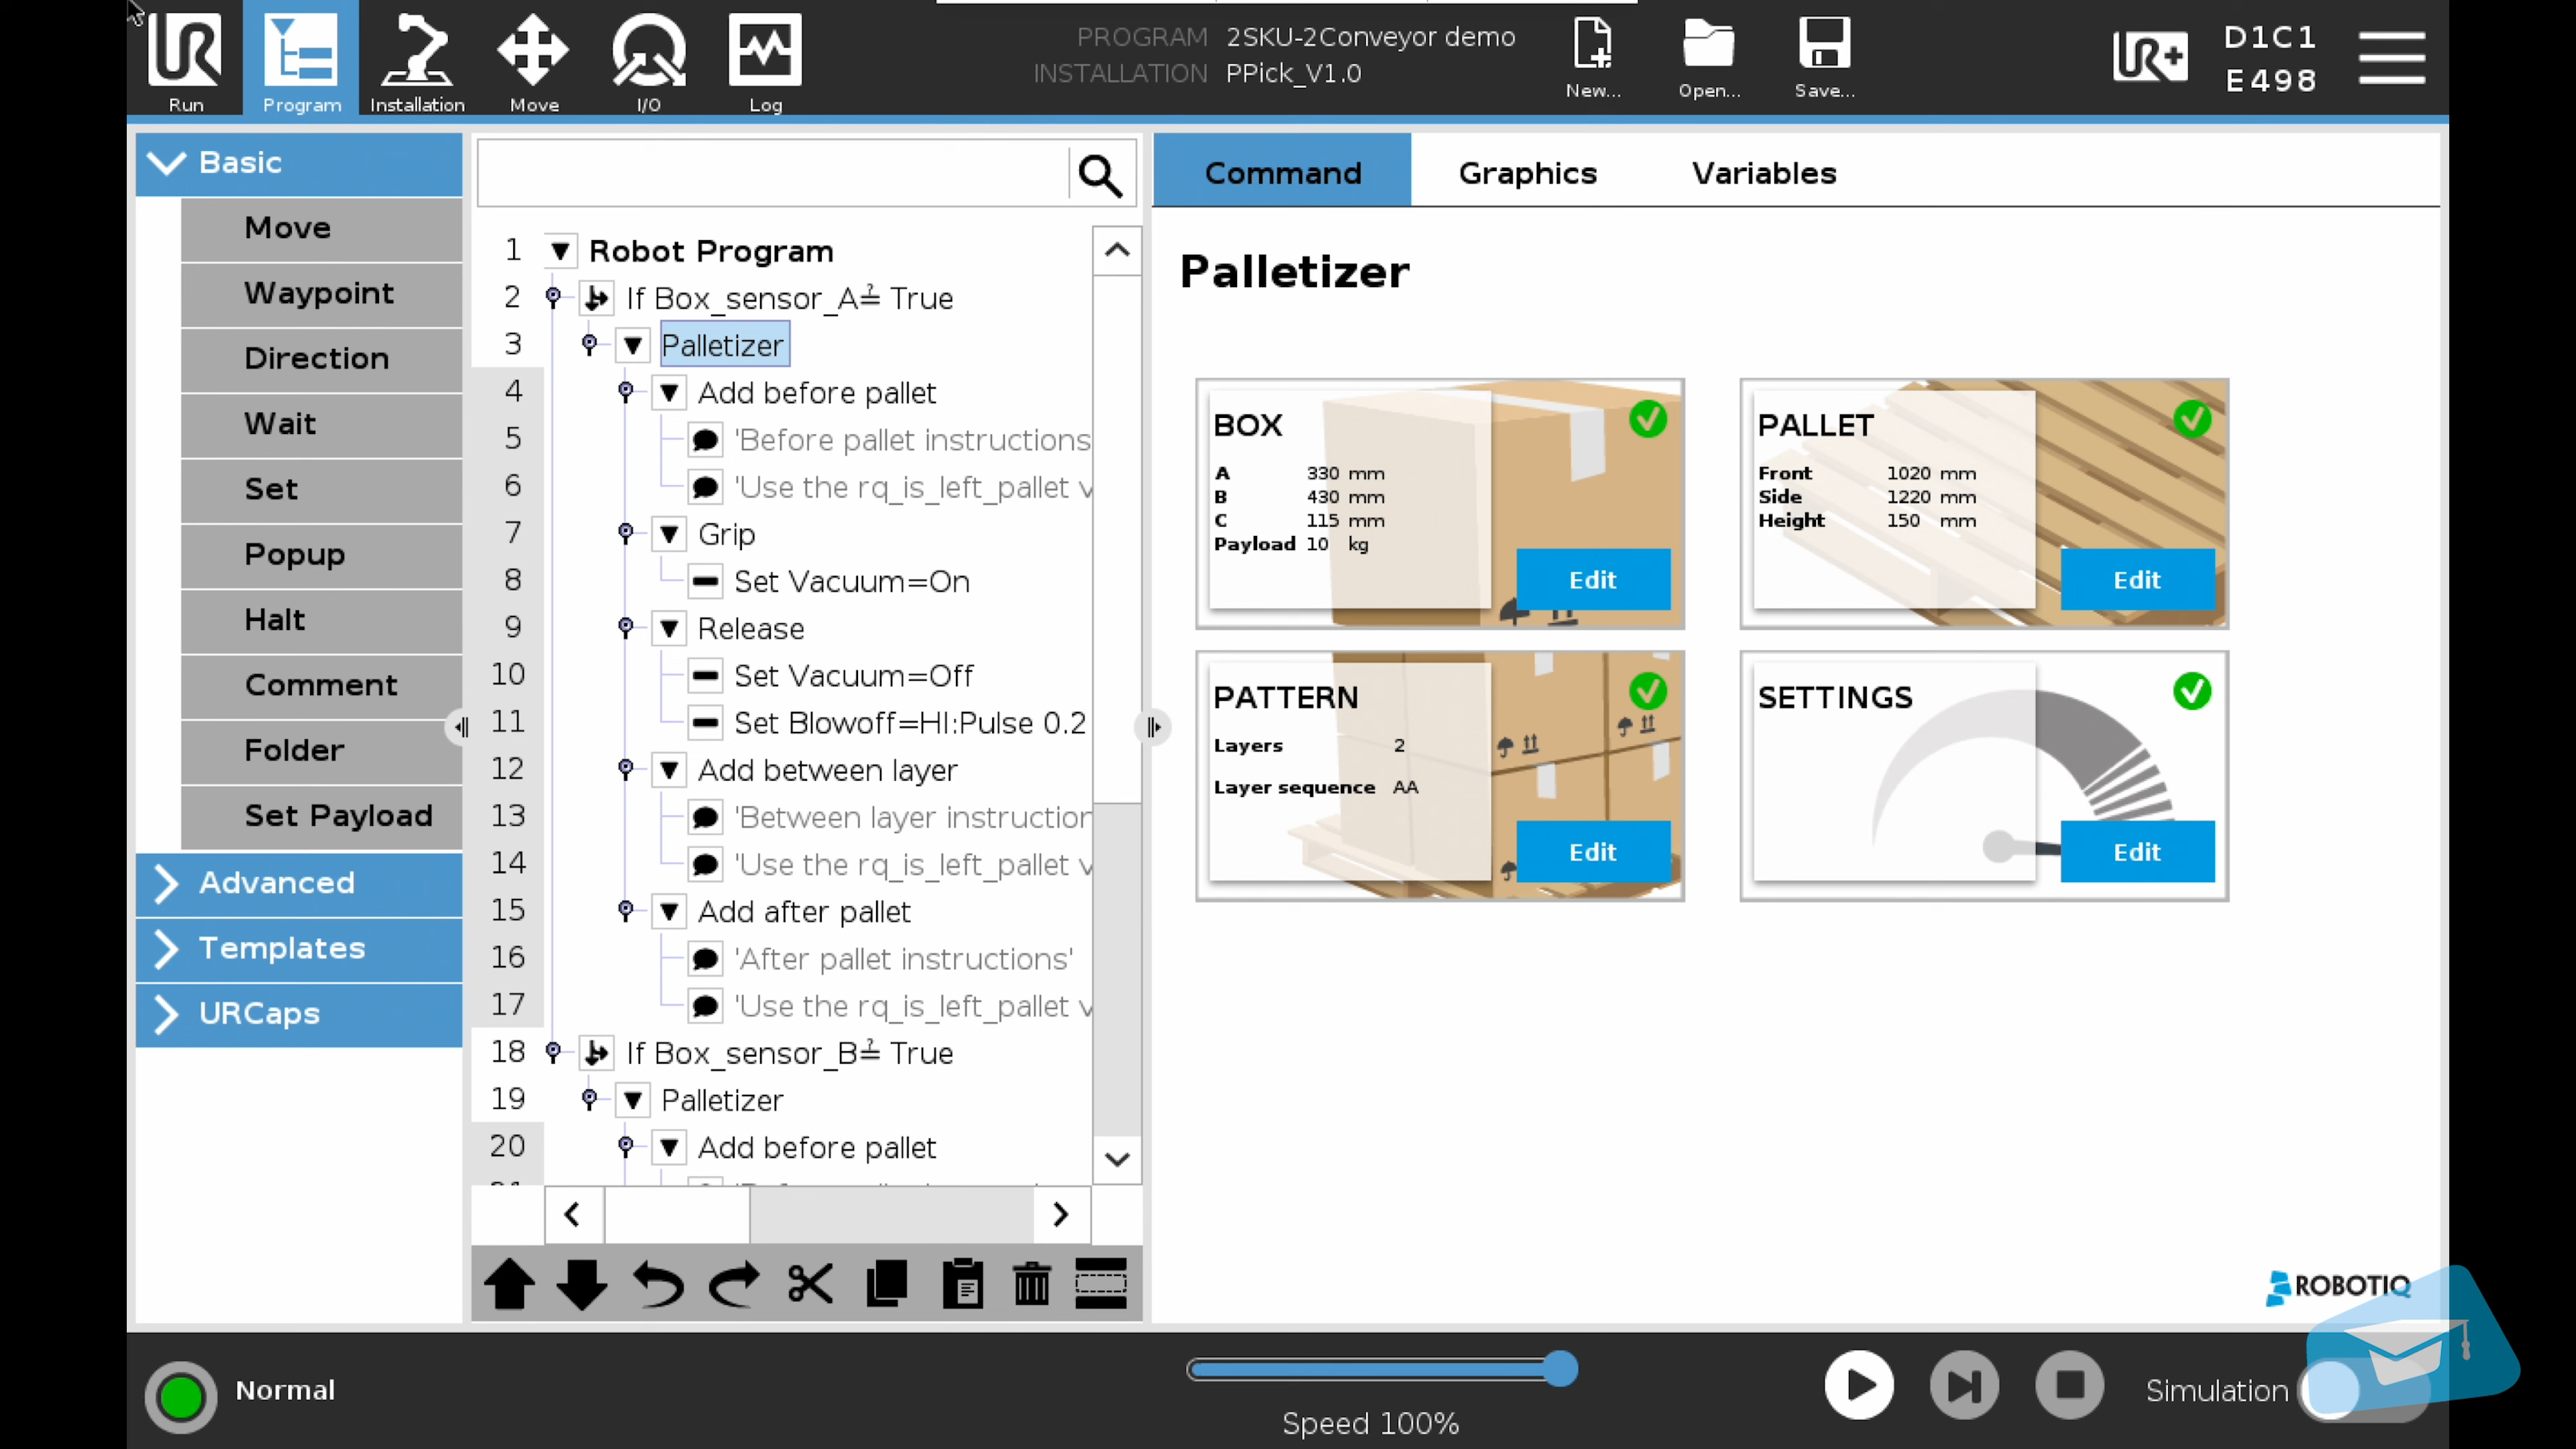 PROGRAM 2SKU-2Conveyor demo
INSTALLATION PPick_V1.0
UR+
D1C1
E498
UR
Run
Program
Installation
Move
I/O
Log
New...
Open...
Save...
Basic
Move
Waypoint
Direction
Wait
Set
Popup
Halt
Comment
Folder
Set Payload
Advanced
Templates
URCaps
1 Robot Program
2 If Box_sensor_A≟ True
3 Palletizer
4 Add before pallet
5 'Before pallet instructions
6 'Use the rq_is_left_pallet v
7 Grip
8 Set Vacuum=On
9 Release
10 Set Vacuum=Off
11 Set Blowoff=HI:Pulse 0.2
12 Add between layer
13 'Between layer instruction
14 'Use the rq_is_left_pallet v
15 Add after pallet
16 'After pallet instructions'
17 'Use the rq_is_left_pallet v
18 If Box_sensor_B≟ True
19 Palletizer
20 Add before pallet
Command Graphics Variables
Palletizer
BOX
A 330 mm
B 430 mm
C 115 mm
Payload 10 kg
Edit
PALLET
Front 1020 mm
Side 1220 mm
Height 150 mm
Edit
PATTERN
Layers 2
Layer sequence AA
Edit
SETTINGS
Edit
ROBOTIQ
Normal
Speed 100%
Simulation